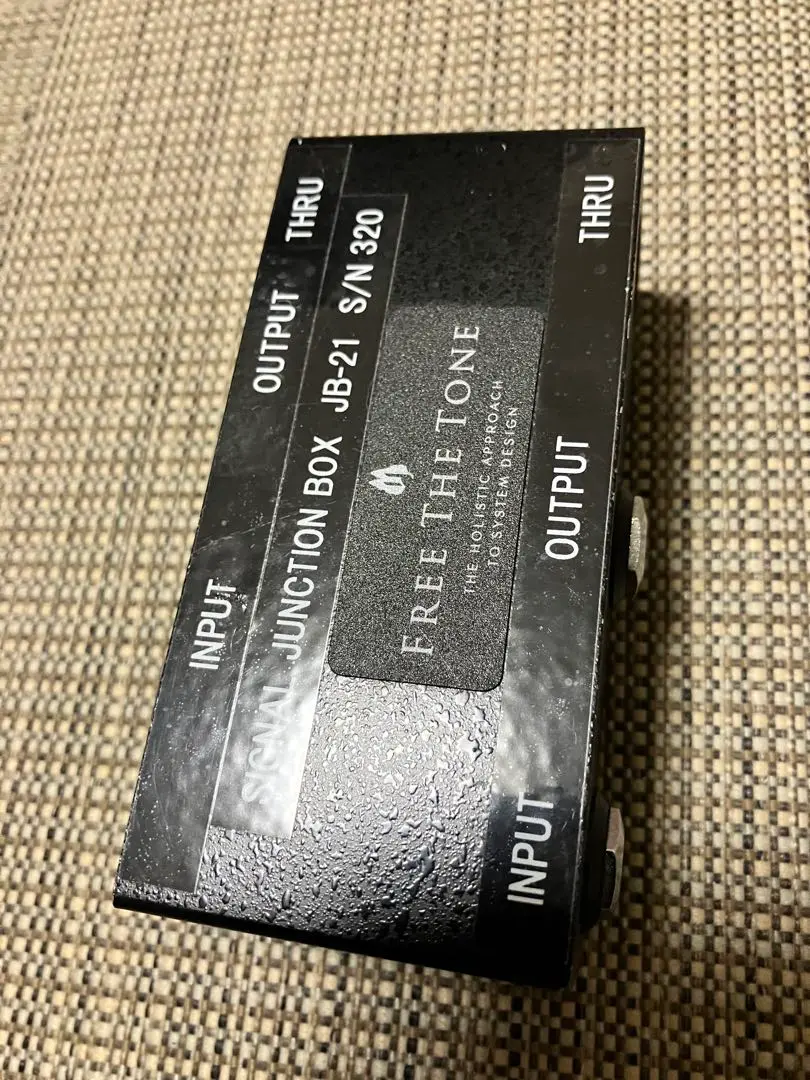 INPUT OUTPUT THRU
SIGNAL JUNCTION BOX JB-21 S/N 320
FREE THE TONE
THE HOLISTIC APPROACH
TO SYSTEM DESIGN
INPUT OUTPUT THRU